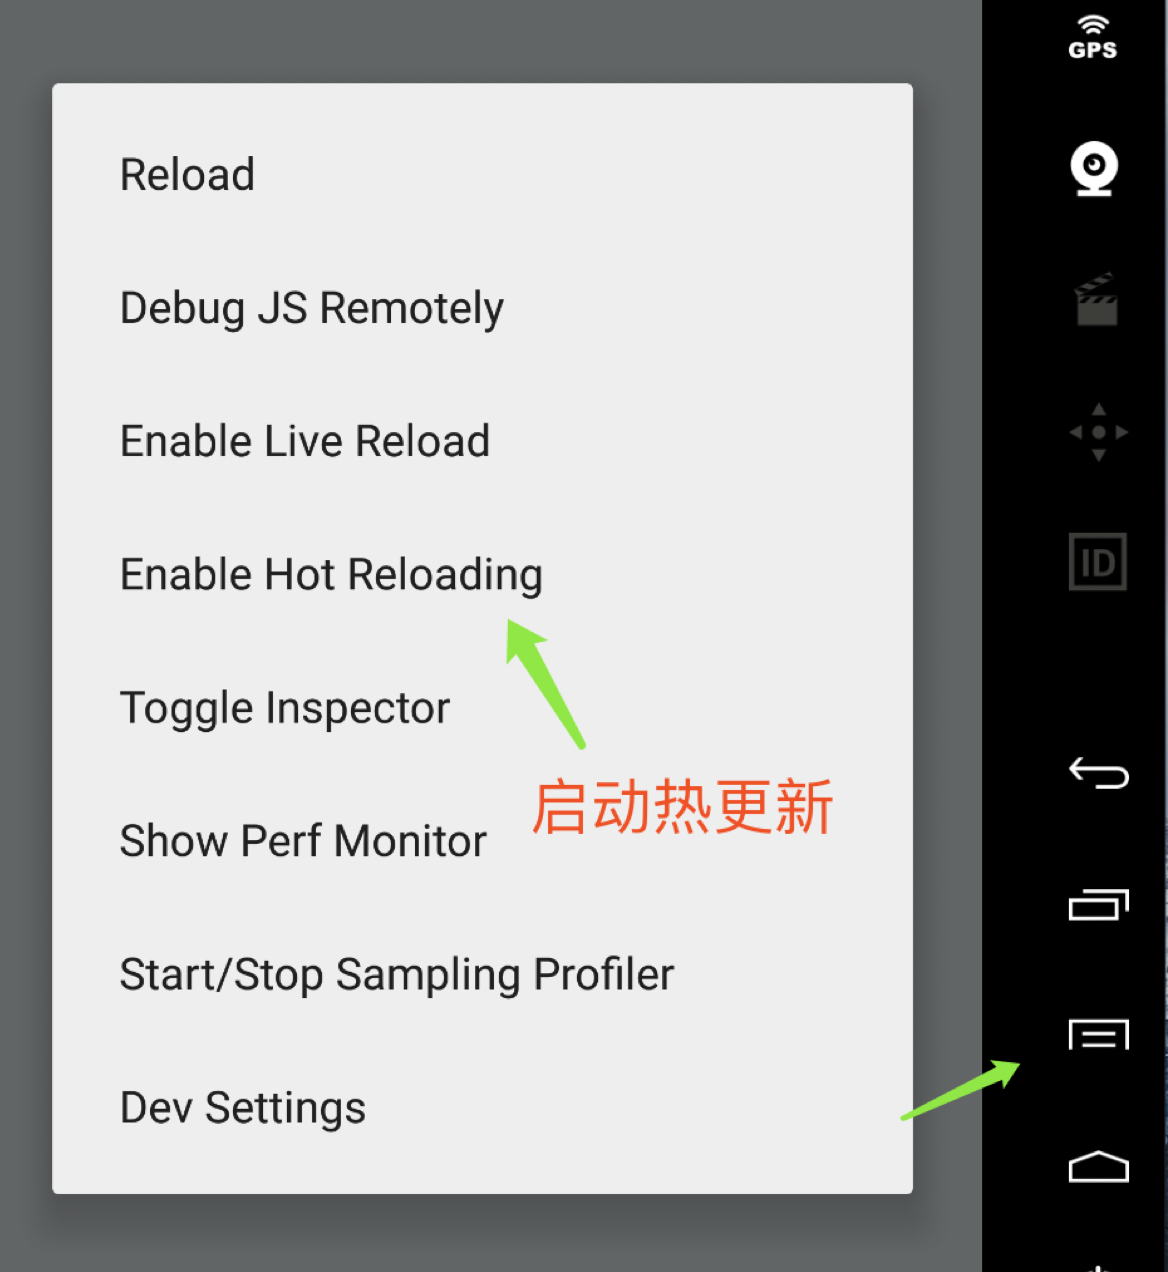 GPS
Reload
Debug JS Remotely
Enable Live Reload
Enable Hot Reloading
ID
Toggle Inspector
启动热更新
Show Perf Monitor
Start/Stop Sampling Profiler
Dev Settings